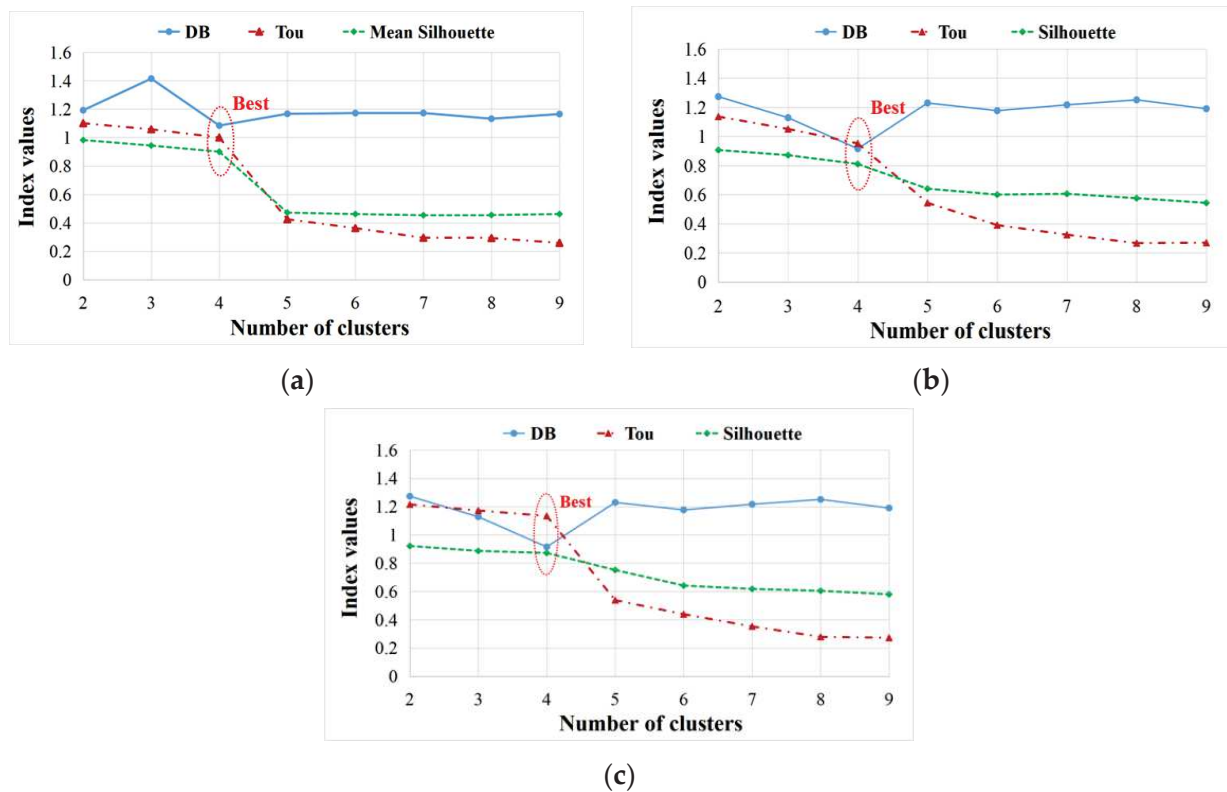 DB Tou Mean Silhouette
1.6
1.4
1.2
1
0.8
0.6
0.4
0.2
0
Index values
Best
2 3 4 5 6 7 8 9
Number of clusters
(a)
DB Tou Silhouette
1.6
1.4
1.2
1
0.8
0.6
0.4
0.2
0
Index values
Best
2 3 4 5 6 7 8 9
Number of clusters
(b)
DB Tou Silhouette
1.6
1.4
1.2
1
0.8
0.6
0.4
0.2
0
Index values
Best
2 3 4 5 6 7 8 9
Number of clusters
(c)